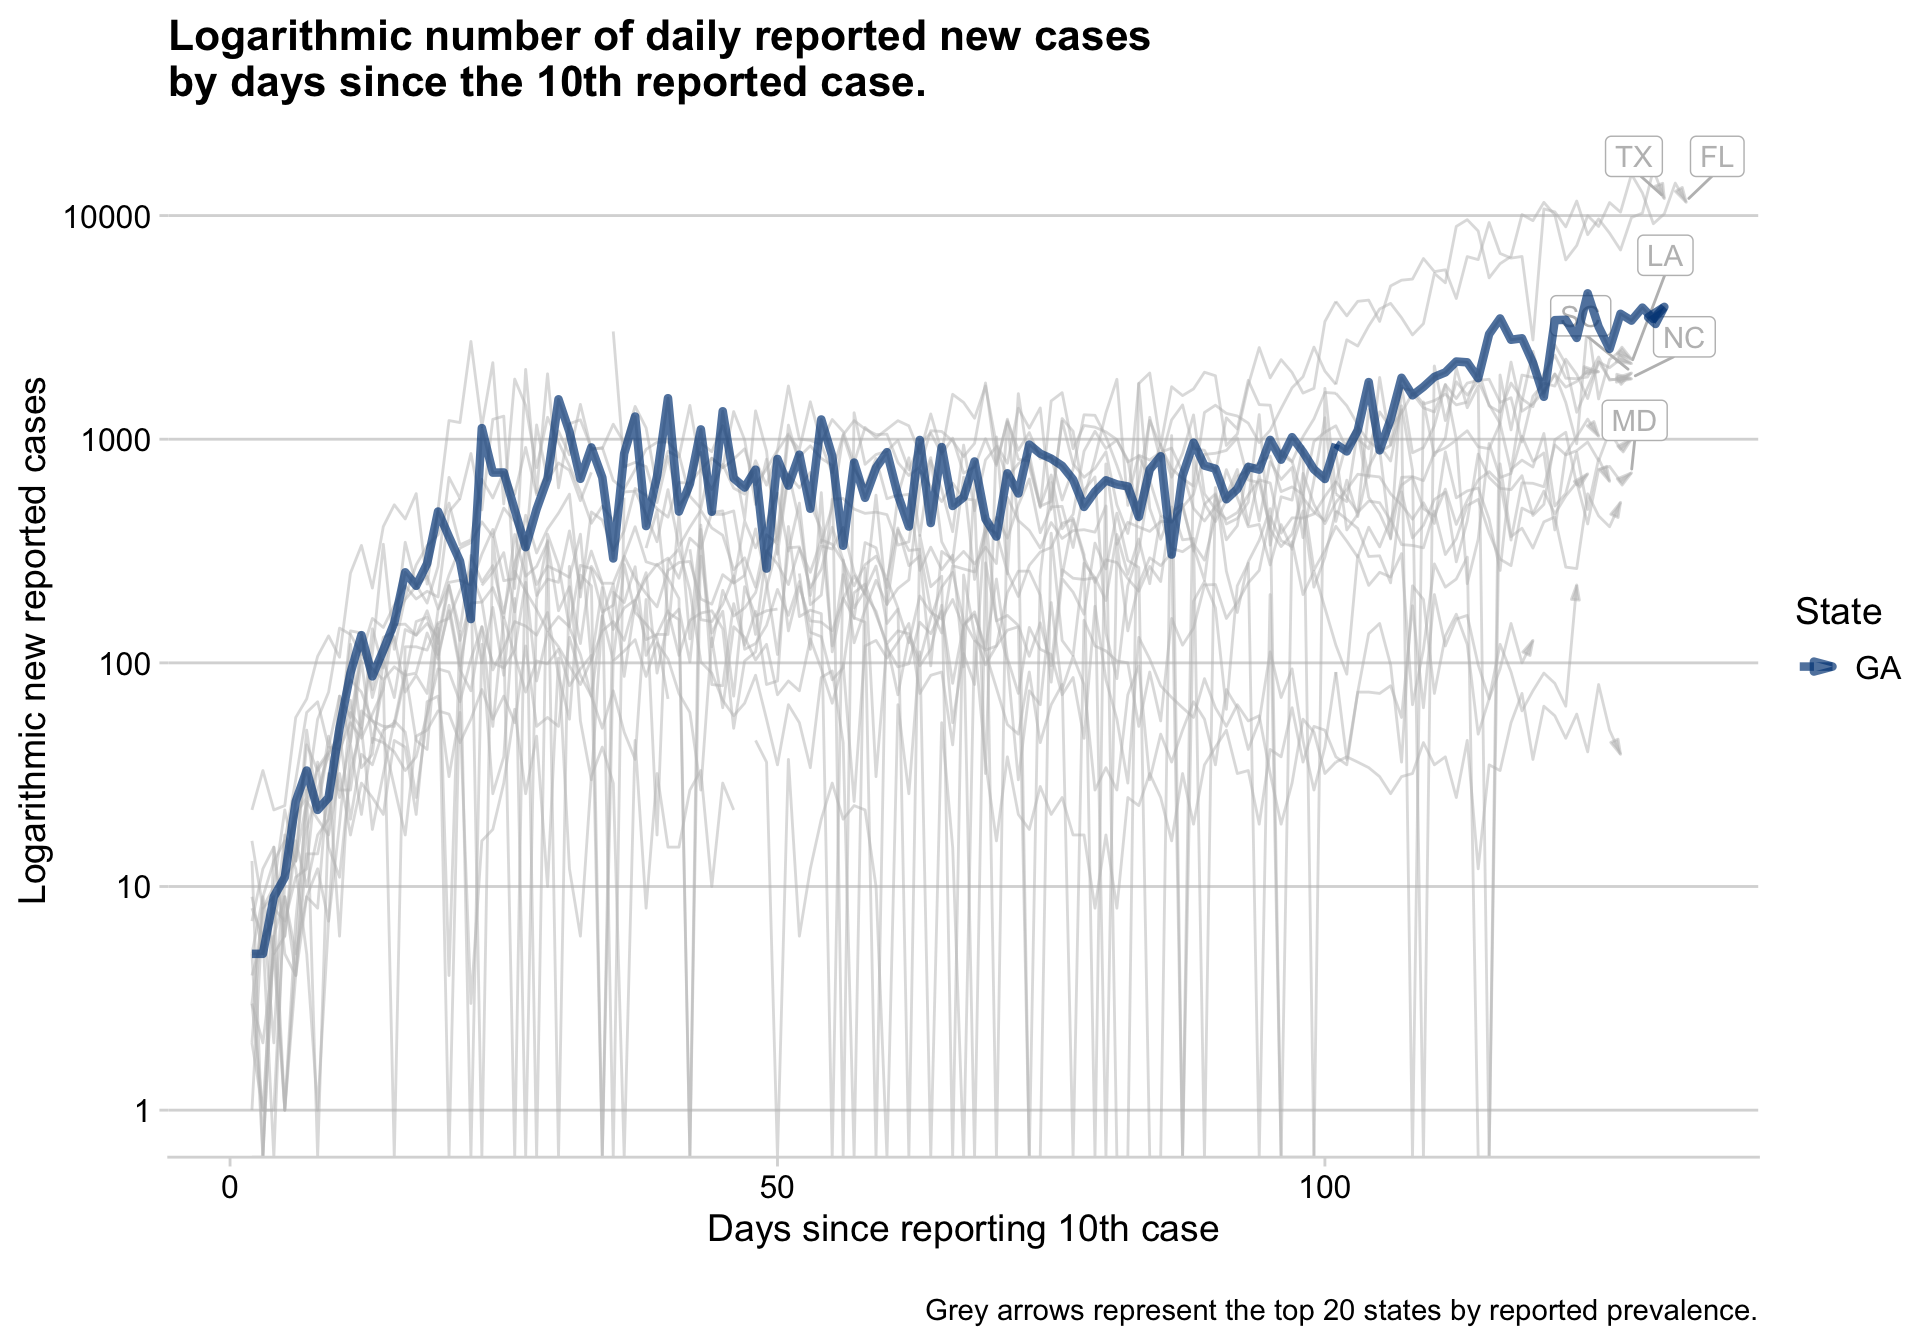 Logarithmic number of daily reported new cases
by days since the 10th reported case.
Logarithmic new reported cases
10000
1000
100
10
1
TX
FL
LA
NC
MD
State
GA
0
50
100
Days since reporting 10th case
Grey arrows represent the top 20 states by reported prevalence.